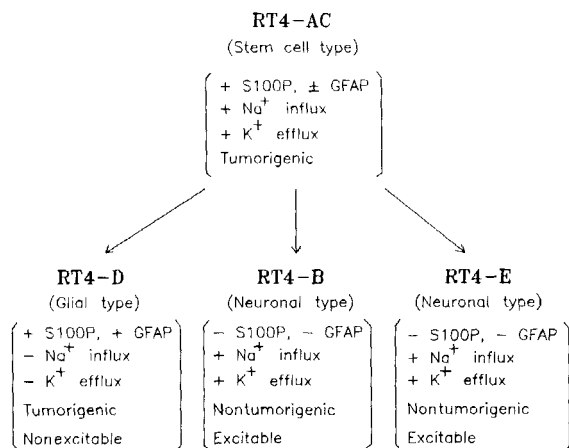 RT4-AC
(Stem cell type)
+ S100P, ± GFAP
+ Na+ influx
+ K+ efflux
Tumorigenic
RT4-D
(Glial type)
+ S100P, + GFAP
- Na+ influx
- K+ efflux
Tumorigenic
Nonexcitable
RT4-B
(Neuronal type)
- S100P, - GFAP
+ Na+ influx
+ K+ efflux
Nontumorigenic
Excitable
RT4-E
(Neuronal type)
- S100P, - GFAP
+ Na+ influx
+ K+ efflux
Nontumorigenic
Excitable